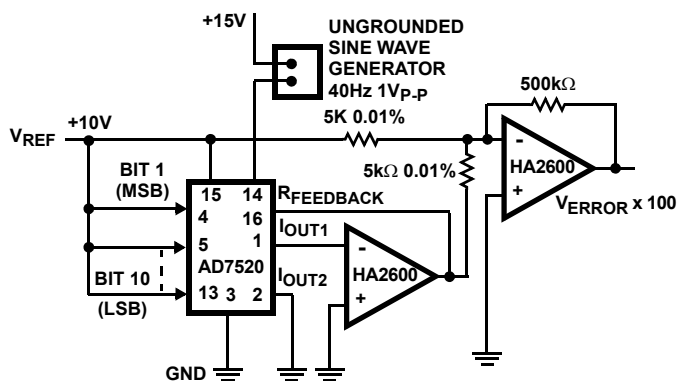 +15V
UNGROUNDED
SINE WAVE
GENERATOR
40Hz 1VP-P
500kΩ
5K 0.01%
VREF
+10V
5kΩ 0.01%
BIT 1
(MSB)
BIT 10
(LSB)
15
14
4
16
5
1
AD7520
13
3
2
RFEEDBACK
IOUT1
IOUT2
-
HA2600
+
-
HA2600
+
VERROR x 100
GND